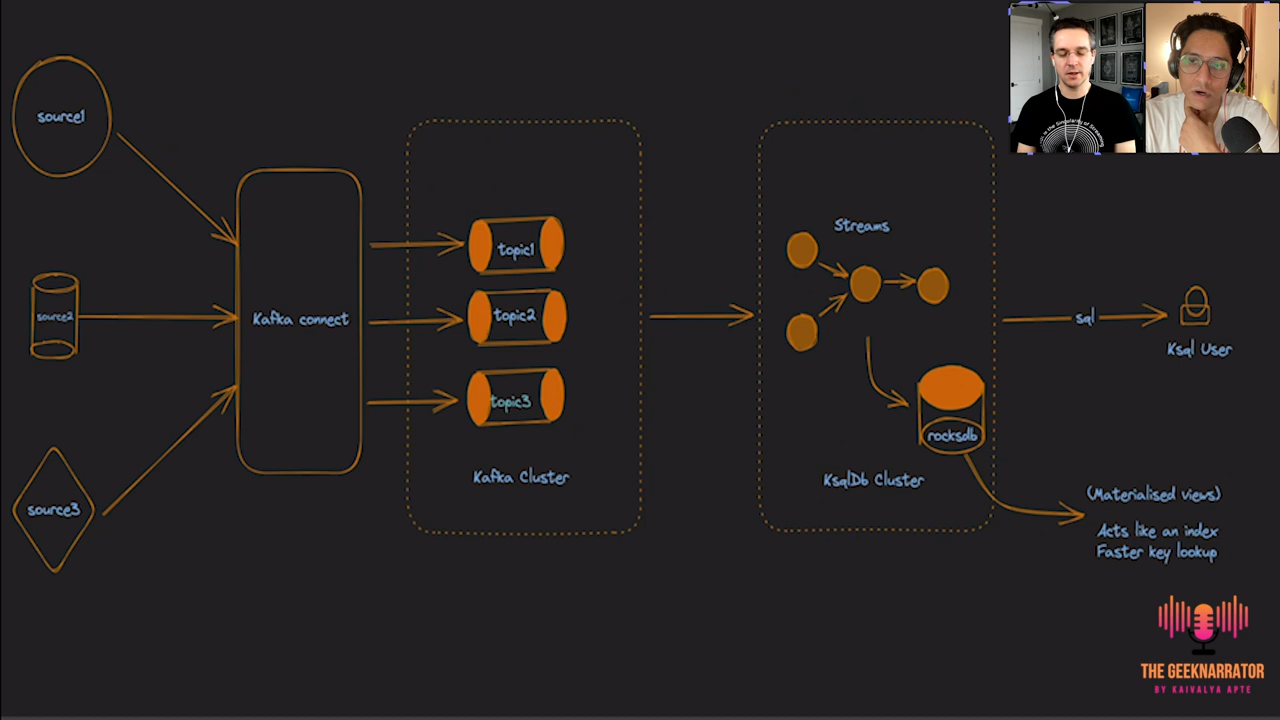 source1
source2
source3
Kafka connect
topic1
topic2
topic3
Kafka Cluster
Streams
rocksdb
KsqlDb Cluster
sql
Ksql User
(Materialised views)
Acts like an index
Faster key lookup
THE GEEKNARRATOR
BY KAIVALYA APTE